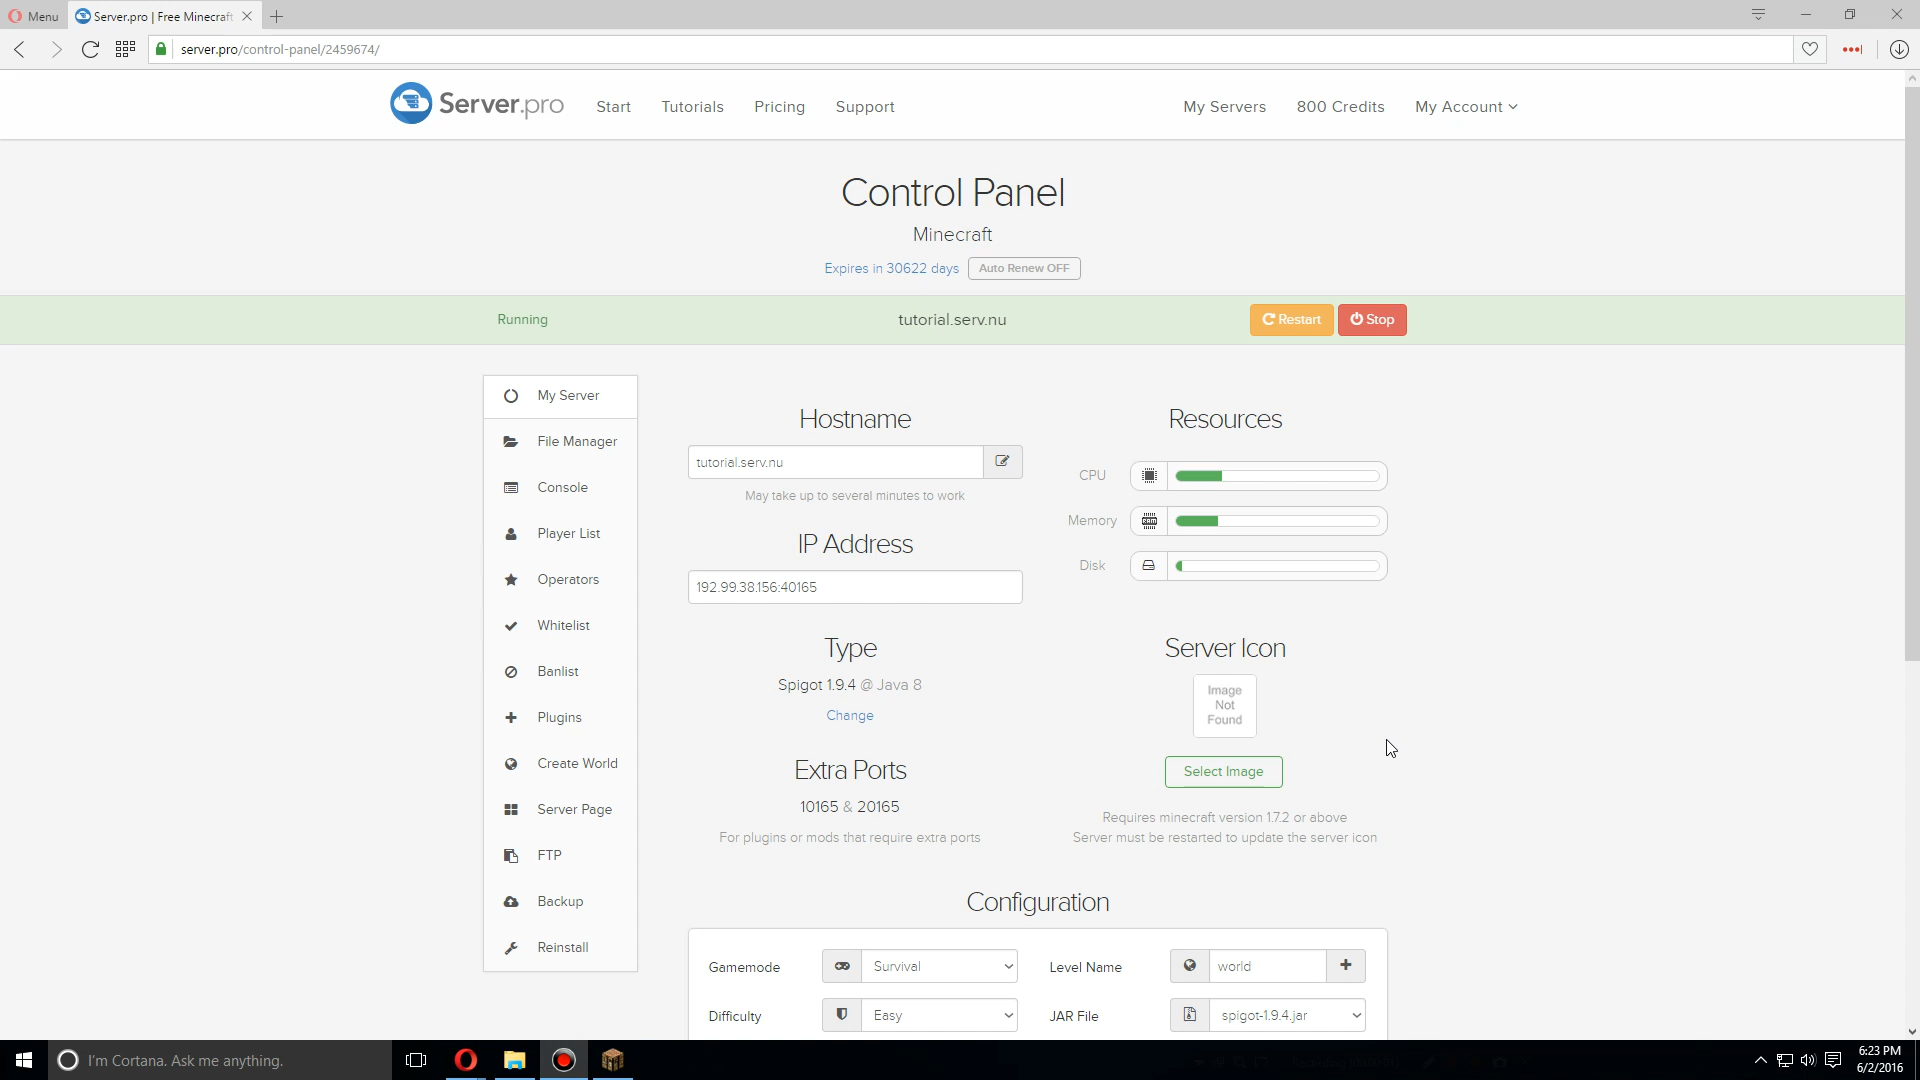 Menu
Server.pro | Free Minecraft
server.pro/control-panel/2459674/
Server.pro
Start
Tutorials
Pricing
Support
My Servers
800 Credits
My Account
Control Panel
Minecraft
Expires in 30622 days
Auto Renew OFF
Running
tutorial.serv.nu
Restart
Stop
My Server
File Manager
Console
Player List
Operators
Whitelist
Banlist
Plugins
Create World
Server Page
FTP
Backup
Reinstall
Hostname
tutorial.serv.nu
May take up to several minutes to work
IP Address
192.99.38.156:40165
Type
Spigot 1.9.4 @ Java 8
Change
Extra Ports
10165 & 20165
For plugins or mods that require extra ports
Resources
CPU
Memory
Disk
Server Icon
Image
Not
Found
Select Image
Requires minecraft version 1.7.2 or above
Server must be restarted to update the server icon
Configuration
Gamemode
Survival
Level Name
world
Difficulty
Easy
JAR File
spigot-1.9.4.jar
I'm Cortana. Ask me anything.
6:23 PM
6/2/2016